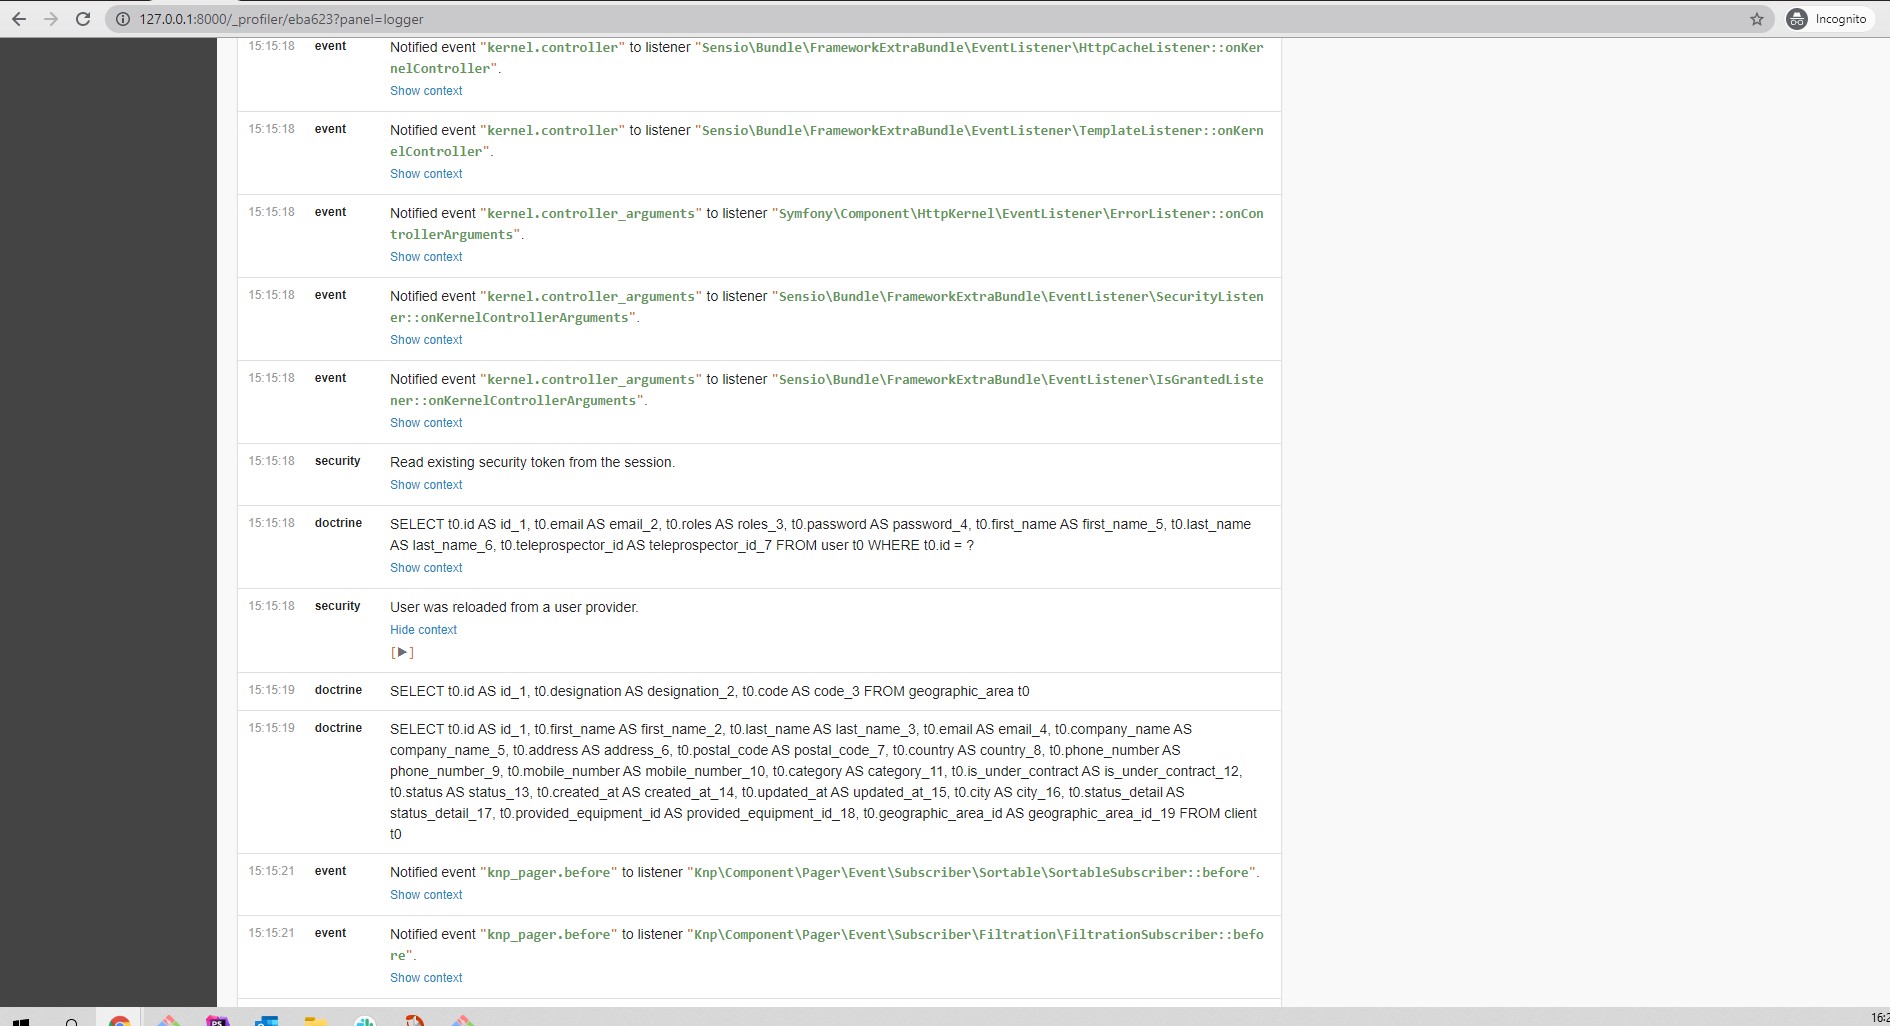 127.0.0.1:8000/_profiler/eba623?panel=logger
Incognito
15:15:18 event Notified event "kernel.controller" to listener "Sensio\Bundle\FrameworkExtraBundle\EventListener\HttpCacheListener::onKer
nelController".
Show context
15:15:18 event Notified event "kernel.controller" to listener "Sensio\Bundle\FrameworkExtraBundle\EventListener\TemplateListener::onKern
elController".
Show context
15:15:18 event Notified event "kernel.controller_arguments" to listener "Symfony\Component\HttpKernel\EventListener\ErrorListener::onCon
trollerArguments".
Show context
15:15:18 event Notified event "kernel.controller_arguments" to listener "Sensio\Bundle\FrameworkExtraBundle\EventListener\SecurityListen
er::onKernelControllerArguments".
Show context
15:15:18 event Notified event "kernel.controller_arguments" to listener "Sensio\Bundle\FrameworkExtraBundle\EventListener\IsGrantedListe
ner::onKernelControllerArguments".
Show context
15:15:18 security Read existing security token from the session.
Show context
15:15:18 doctrine SELECT t0.id AS id_1, t0.email AS email_2, t0.roles AS roles_3, t0.password AS password_4, t0.first_name AS first_name_5, t0.last_name
AS last_name_6, t0.teleprospector_id AS teleprospector_id_7 FROM user t0 WHERE t0.id = ?
Show context
15:15:18 security User was reloaded from a user provider.
Hide context
[▶]
15:15:19 doctrine SELECT t0.id AS id_1, t0.designation AS designation_2, t0.code AS code_3 FROM geographic_area t0
15:15:19 doctrine SELECT t0.id AS id_1, t0.first_name AS first_name_2, t0.last_name AS last_name_3, t0.email AS email_4, t0.company_name AS
company_name_5, t0.address AS address_6, t0.postal_code AS postal_code_7, t0.country AS country_8, t0.phone_number AS
phone_number_9, t0.mobile_number AS mobile_number_10, t0.category AS category_11, t0.is_under_contract AS is_under_contract_12,
t0.status AS status_13, t0.created_at AS created_at_14, t0.updated_at AS updated_at_15, t0.city AS city_16, t0.status_detail AS
status_detail_17, t0.provided_equipment_id AS provided_equipment_id_18, t0.geographic_area_id AS geographic_area_id_19 FROM client
t0
15:15:21 event Notified event "knp_pager.before" to listener "Knp\Component\Pager\Event\Subscriber\Sortable\SortableSubscriber::before".
Show context
15:15:21 event Notified event "knp_pager.before" to listener "Knp\Component\Pager\Event\Subscriber\Filtration\FiltrationSubscriber::befo
re".
Show context